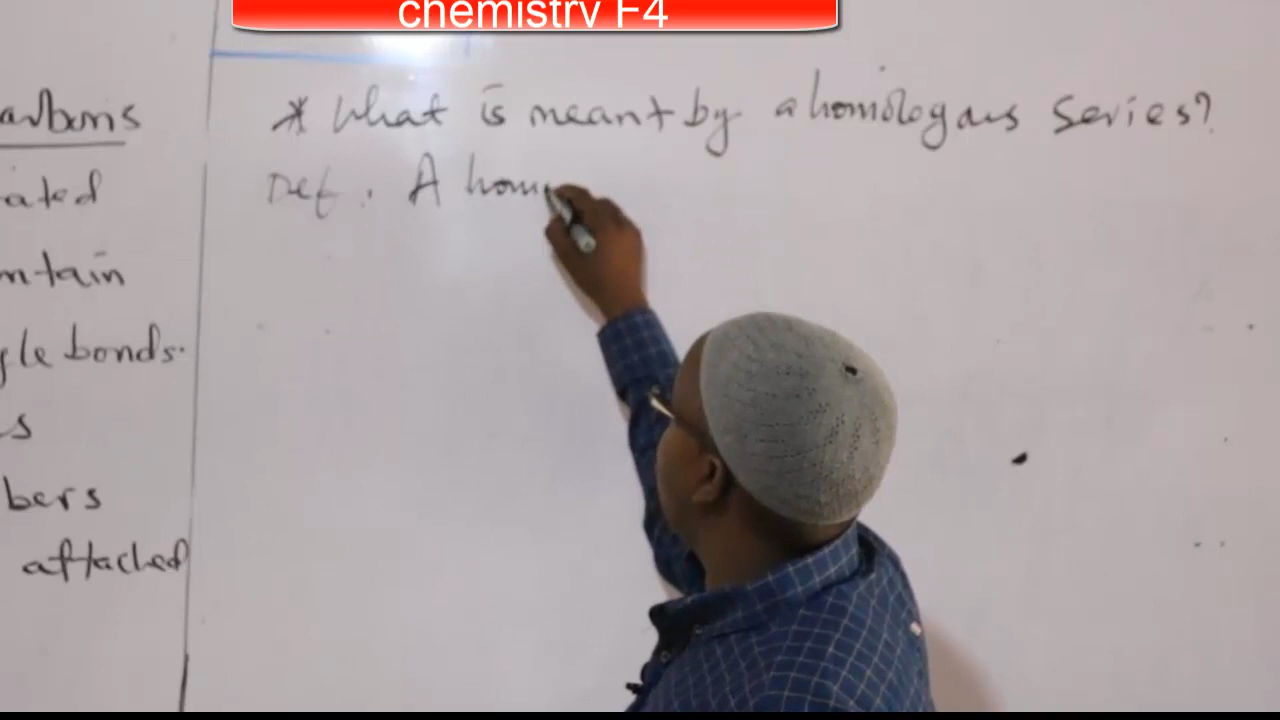 chemistry F4
arbons
ated
ntain
gle bonds.
s
bers
attached
* What is meant by a homologous series?
Def. A hom